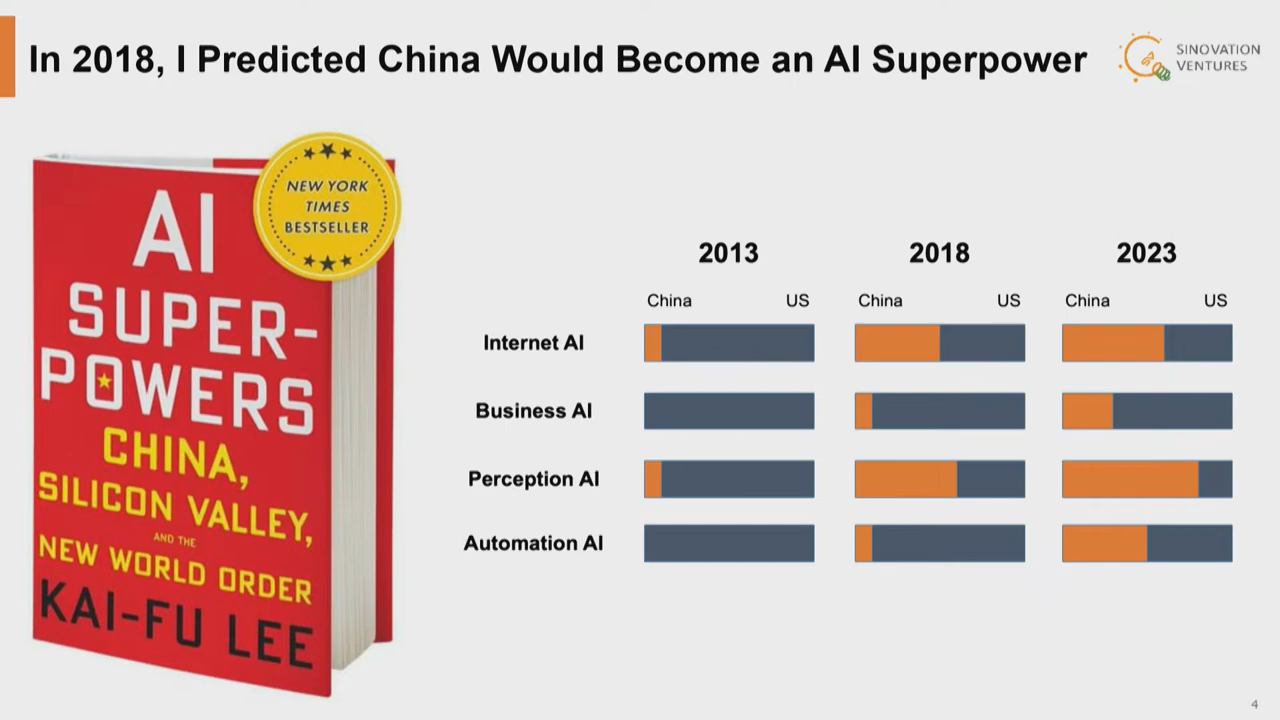 In 2018, I Predicted China Would Become an AI Superpower
SINOVATION
VENTURES
NEW YORK
TIMES
BESTSELLER
AI
SUPER-
POWERS
CHINA,
SILICON VALLEY,
AND THE
NEW WORLD ORDER
KAI-FU LEE
2013 2018 2023
China US China US China US
Internet AI
Business AI
Perception AI
Automation AI
4